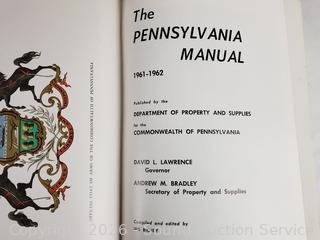 OFFICIAL COAT OF ARMS OF THE COMMONWEALTH OF PENNSYLVANIA
The
PENNSYLVANIA
MANUAL
1961-1962
Published by the
DEPARTMENT OF PROPERTY AND SUPPLIES
for the
COMMONWEALTH OF PENNSYLVANIA
DAVID L. LAWRENCE
Governor
ANDREW M. BRADLEY
Secretary of Property and Supplies
Compiled and edited by